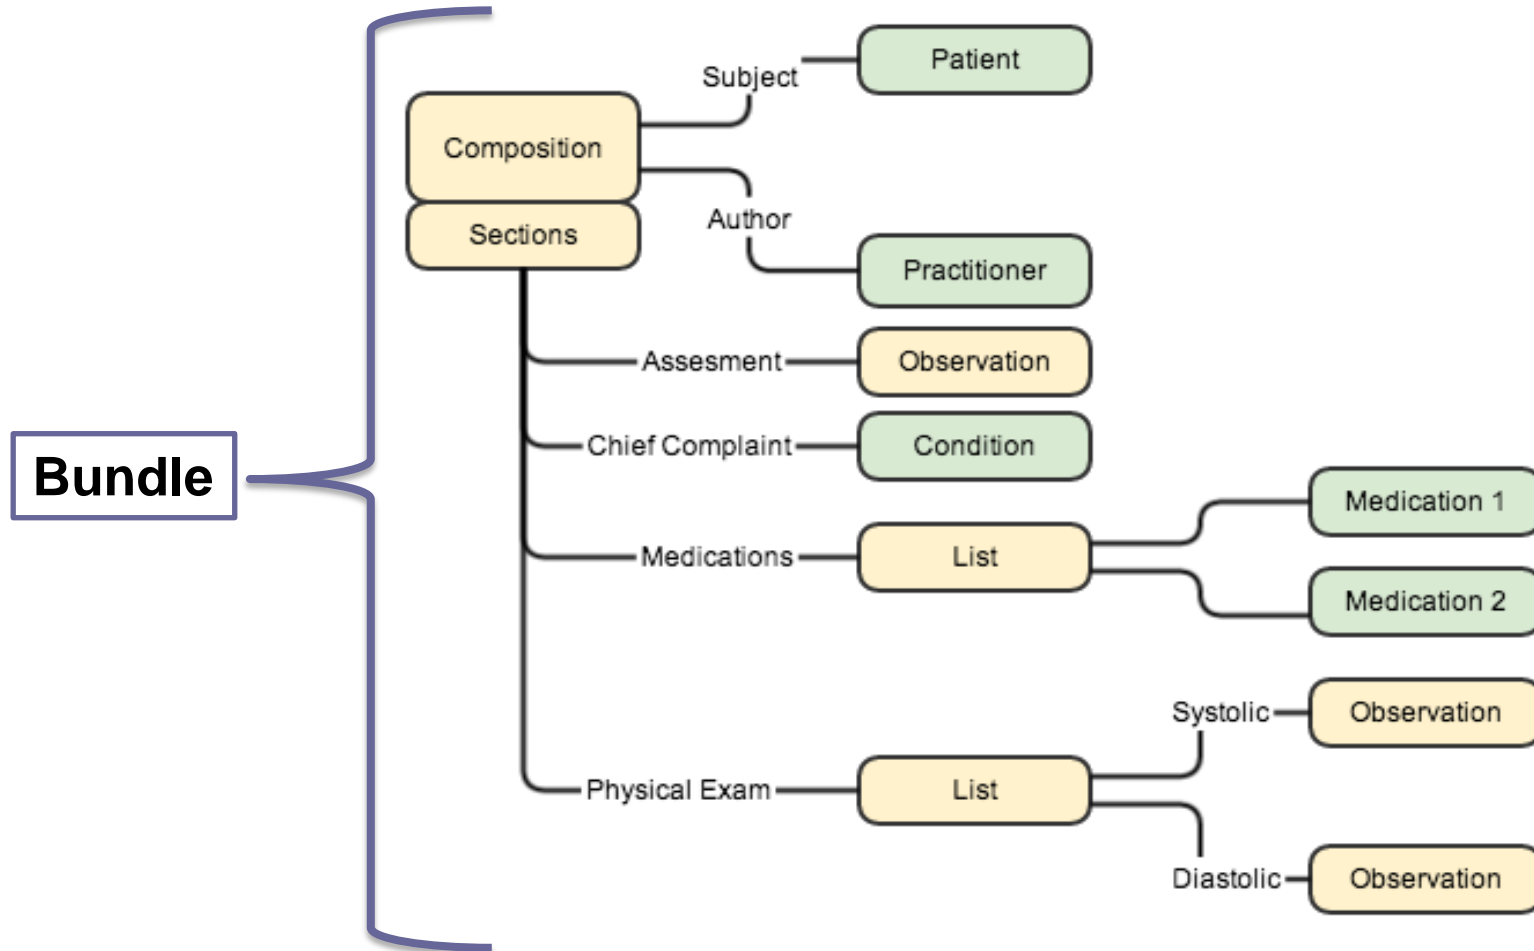 Patient
Subject
Composition
Sections
Author
Practitioner
Assesment
Observation
Chief Complaint
Condition
Bundle
Medications
List
Medication 1
Medication 2
Physical Exam
List
Systolic
Observation
Diastolic
Observation